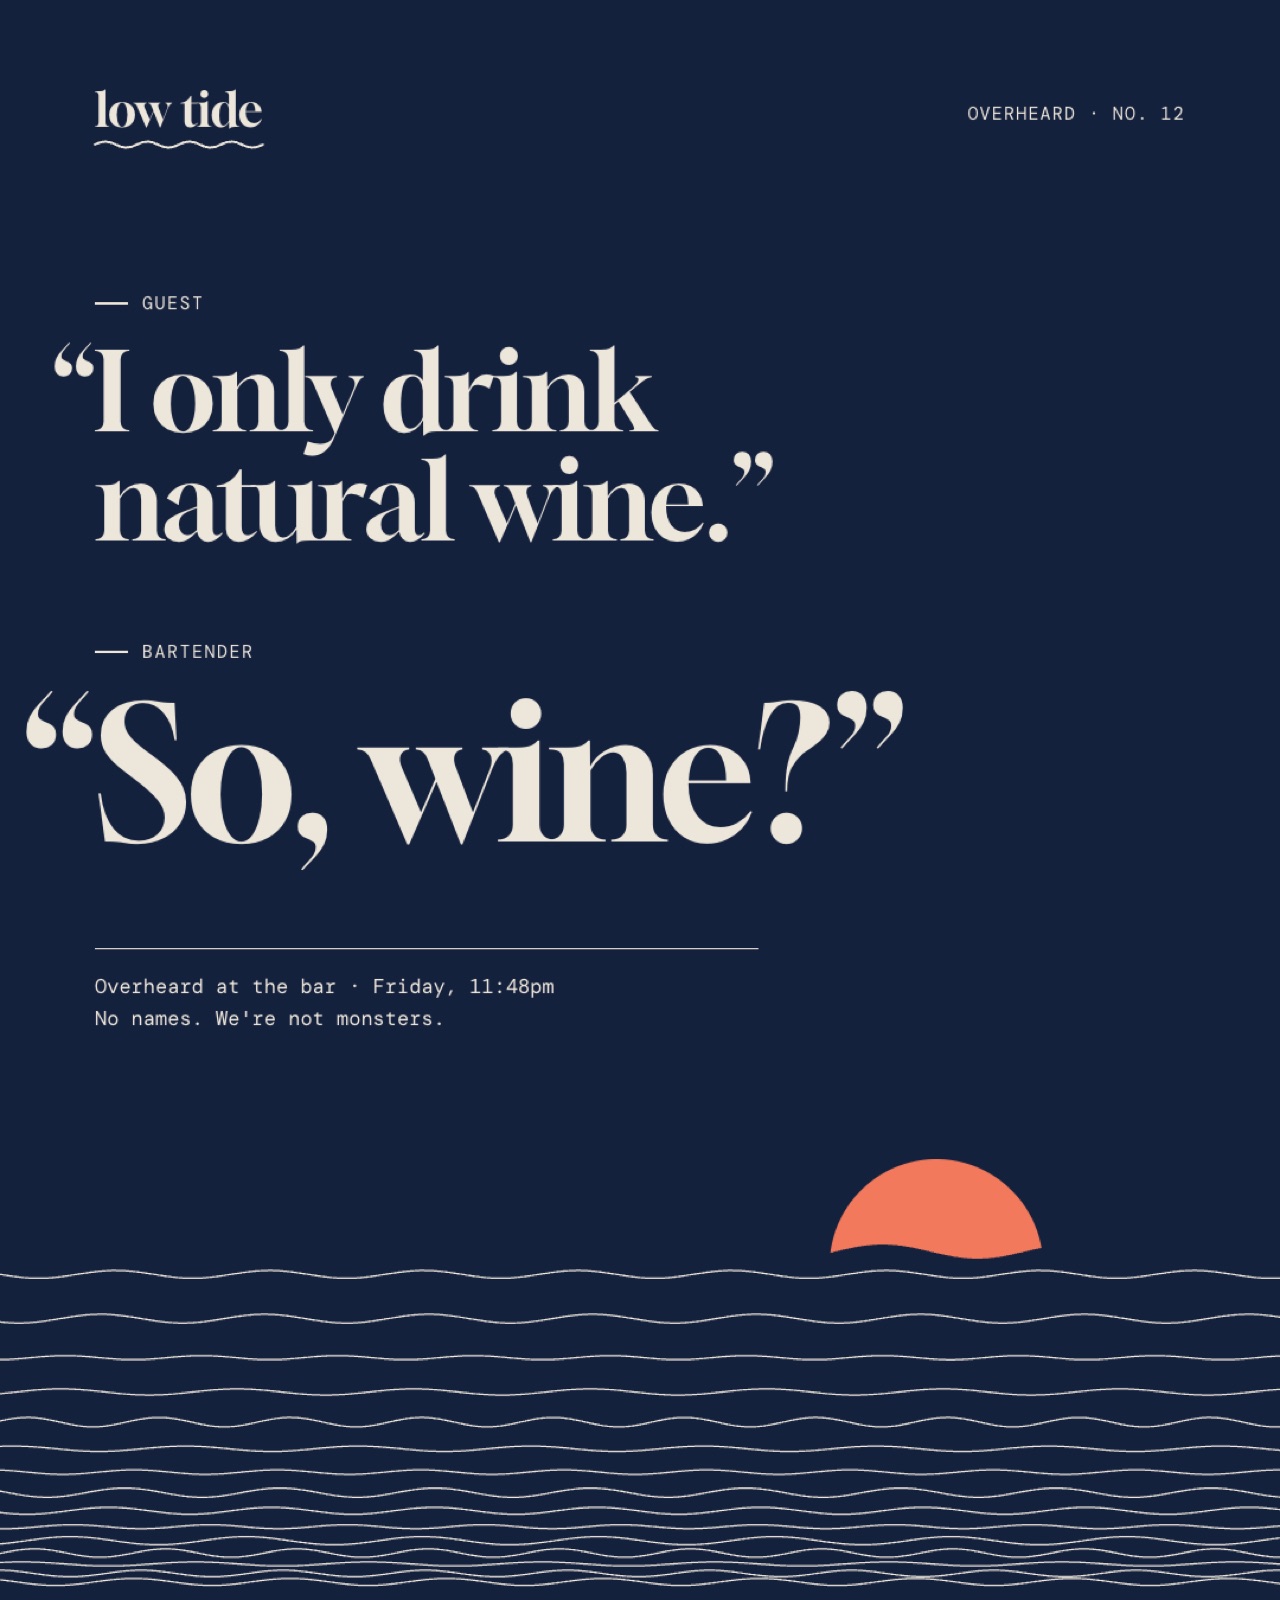 low tide
OVERHEARD · NO. 12
— GUEST
“I only drink
natural wine.”
— BARTENDER
“So, wine?”
Overheard at the bar · Friday, 11:48pm
No names. We're not monsters.